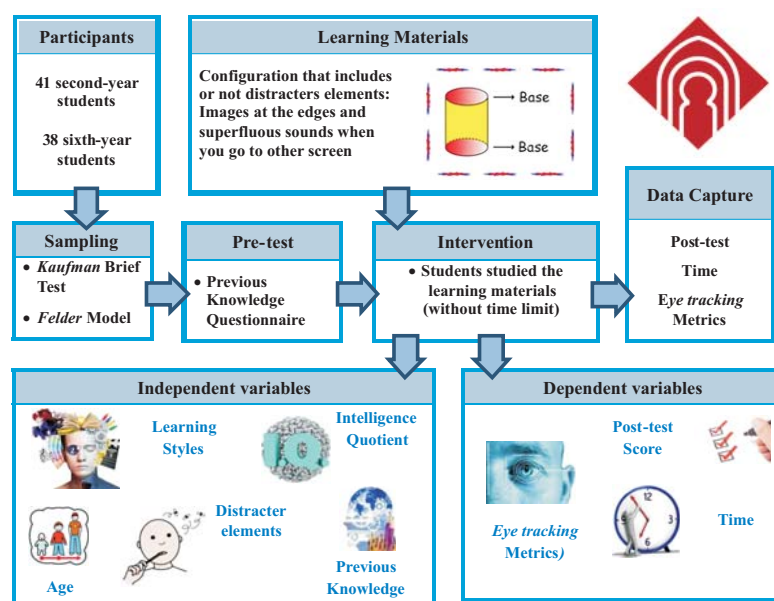 Participants
41 second-year
students
38 sixth-year
students
Learning Materials
Configuration that includes
or not distracters elements:
Images at the edges and
superfluous sounds when
you go to other screen
Base
Base
Sampling
• Kaufman Brief
Test
• Felder Model
Pre-test
• Previous
Knowledge
Questionnaire
Intervention
• Students studied the
learning materials
(without time limit)
Data Capture
Post-test
Time
Eye tracking
Metrics
Independent variables
Learning
Styles
Intelligence
Quotient
I.Q.
Distracter
elements
Age
Previous
Knowledge
Dependent variables
Post-test
Score
Eye tracking
Metrics)
12
9
3
6
Time